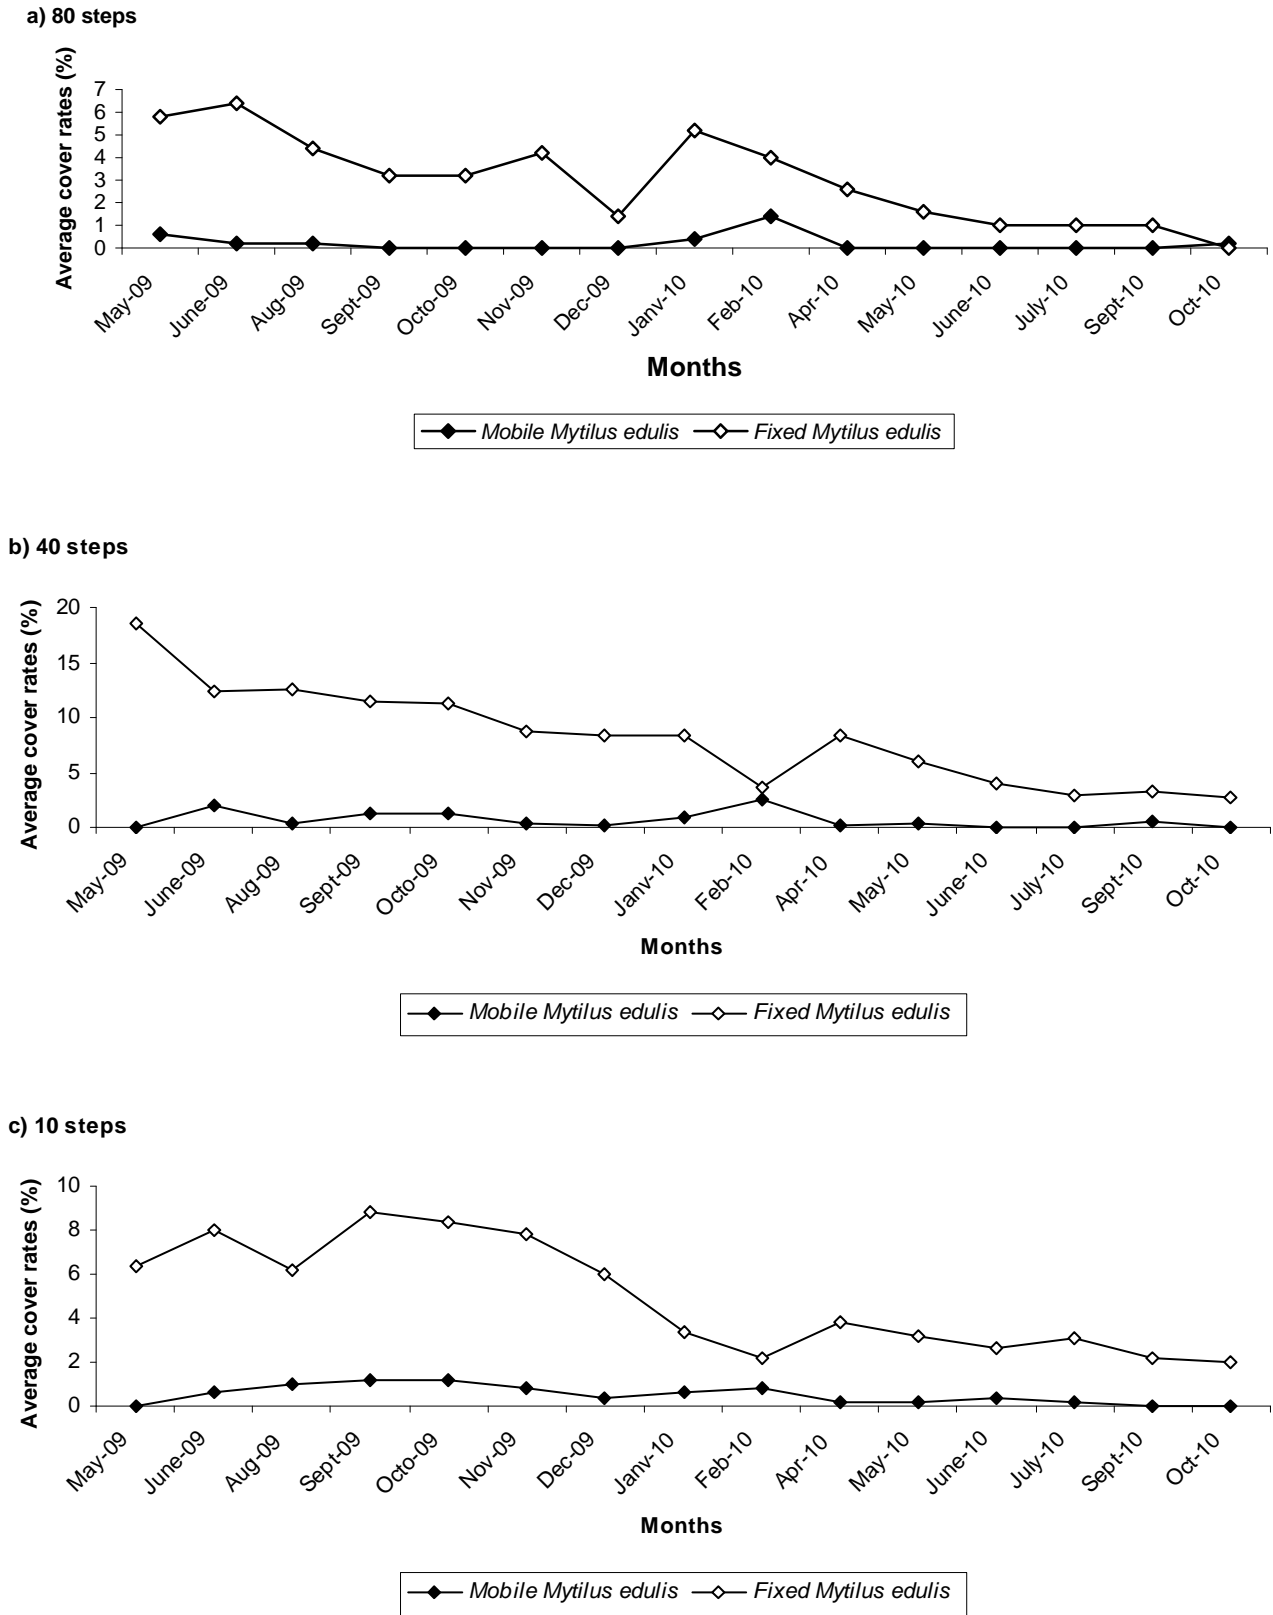 a) 80 steps
Average cover rates (%)
7
6
5
4
3
2
1
0
May-09 June-09 Aug-09 Sept-09 Octo-09 Nov-09 Dec-09 Janv-10 Feb-10 Apr-10 May-10 June-10 July-10 Sept-10 Oct-10
Months
Mobile Mytilus edulis Fixed Mytilus edulis
b) 40 steps
Average cover rates (%)
20
15
10
5
0
May-09 June-09 Aug-09 Sept-09 Octo-09 Nov-09 Dec-09 Janv-10 Feb-10 Apr-10 May-10 June-10 July-10 Sept-10 Oct-10
Months
Mobile Mytilus edulis Fixed Mytilus edulis
c) 10 steps
Average cover rates (%)
10
8
6
4
2
0
May-09 June-09 Aug-09 Sept-09 Octo-09 Nov-09 Dec-09 Janv-10 Feb-10 Apr-10 May-10 June-10 July-10 Sept-10 Oct-10
Months
Mobile Mytilus edulis Fixed Mytilus edulis